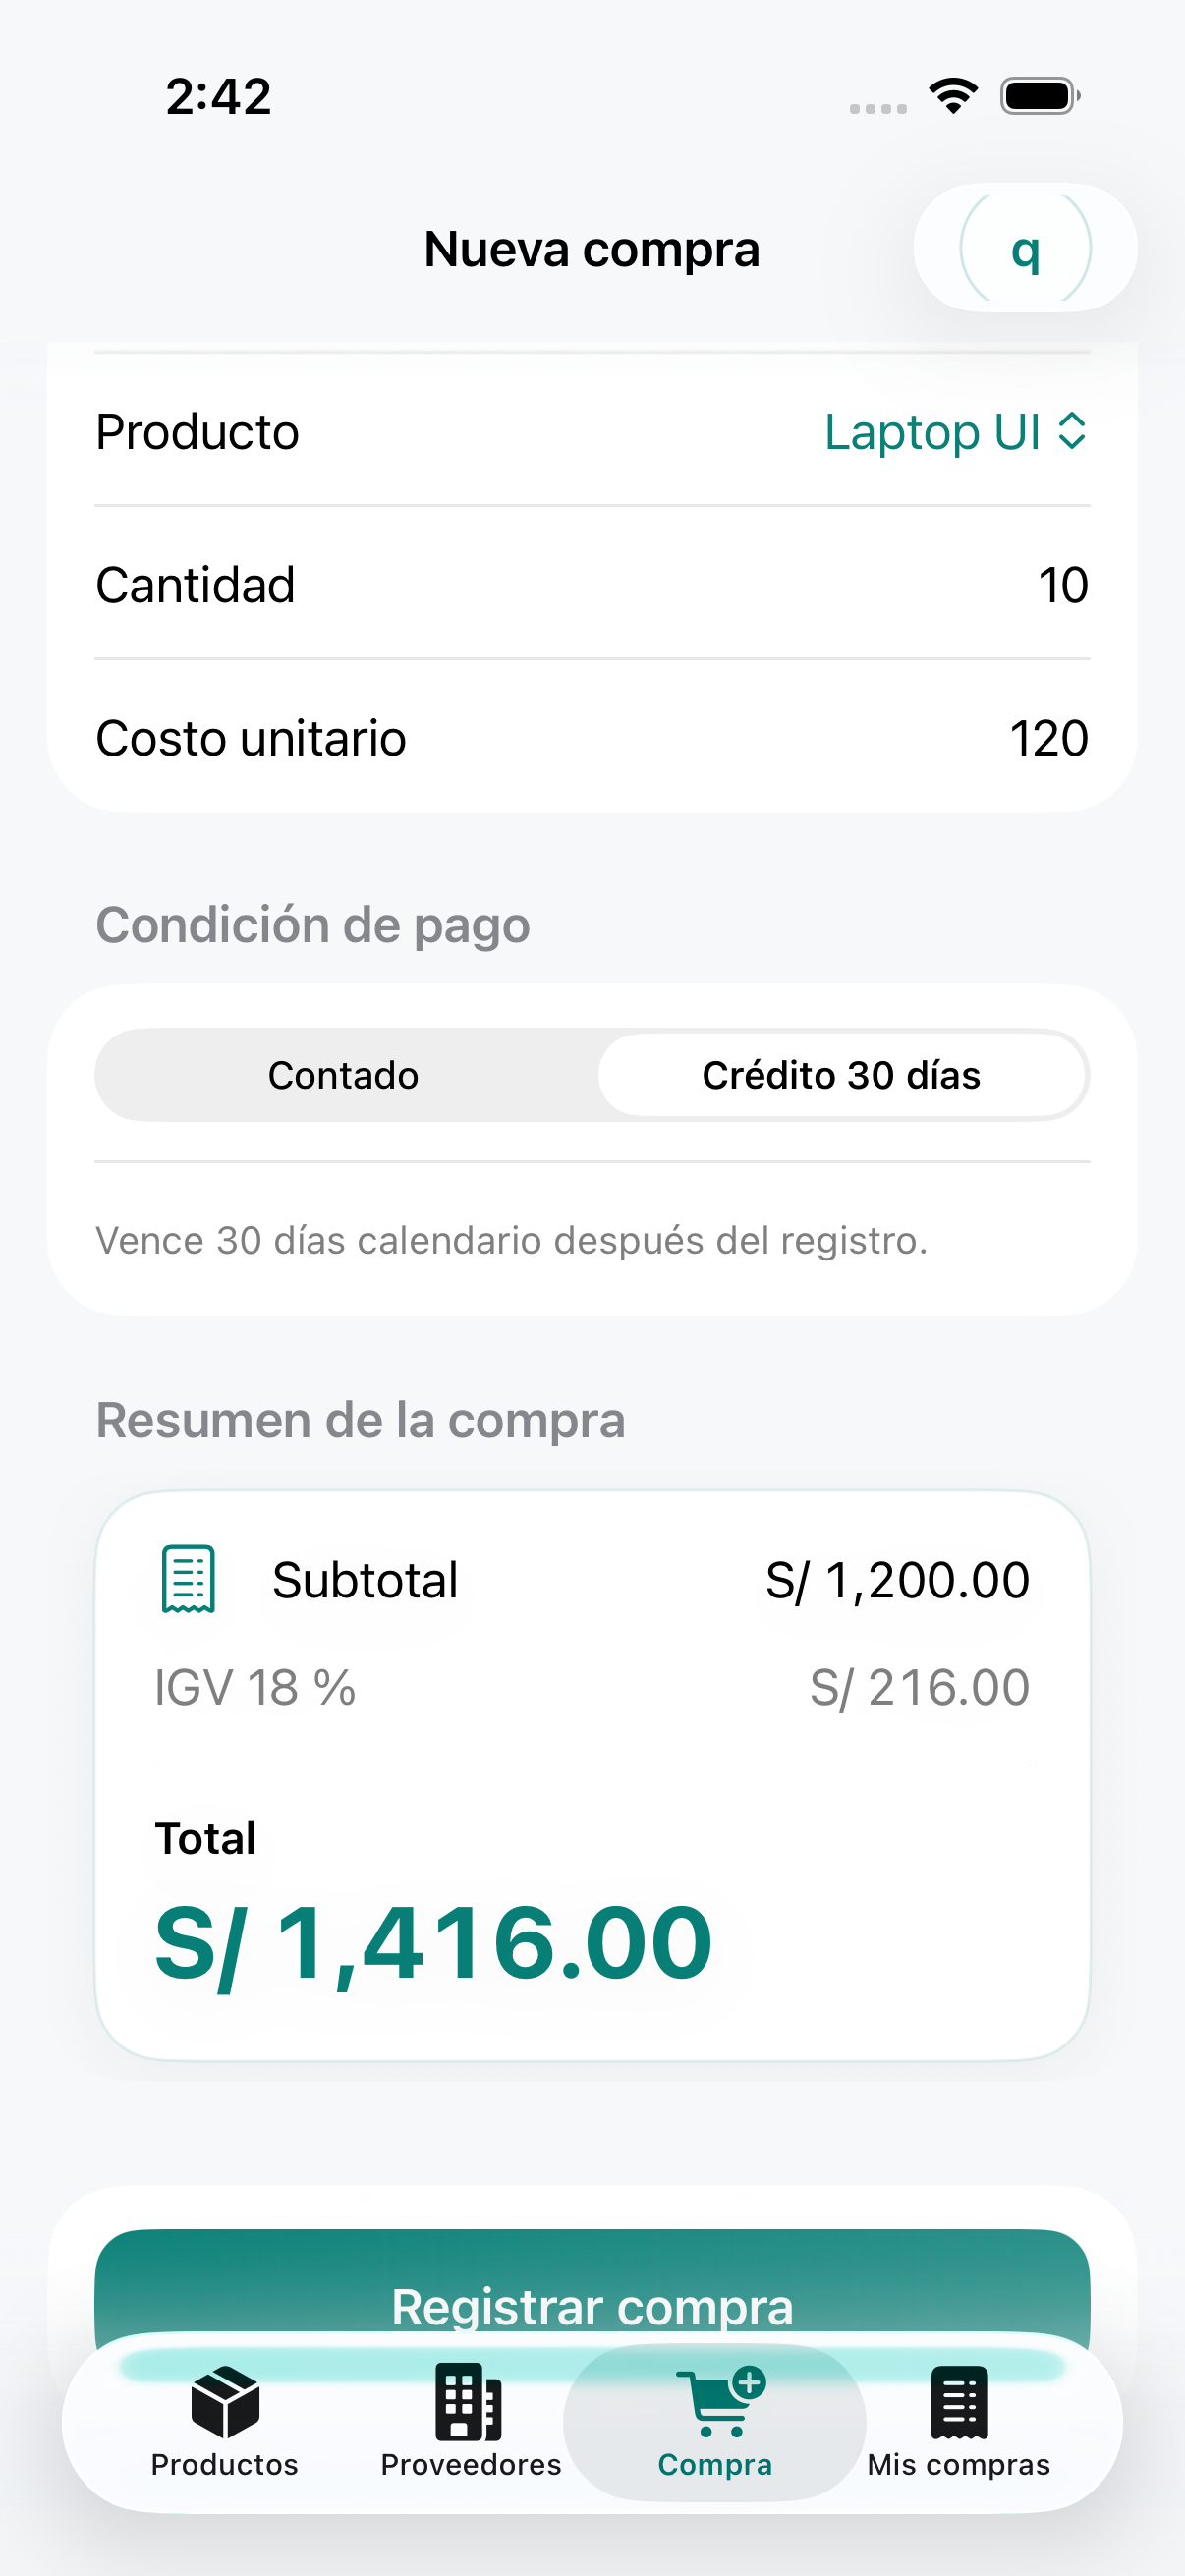 2:42
Nueva compra
q
Producto
Laptop UI
Cantidad
10
Costo unitario
120
Condición de pago
Contado
Crédito 30 días
Vence 30 días calendario después del registro.
Resumen de la compra
Subtotal
S/ 1,200.00
IGV 18 %
S/ 216.00
Total
S/ 1,416.00
Registrar compra
Productos
Proveedores
Compra
Mis compras